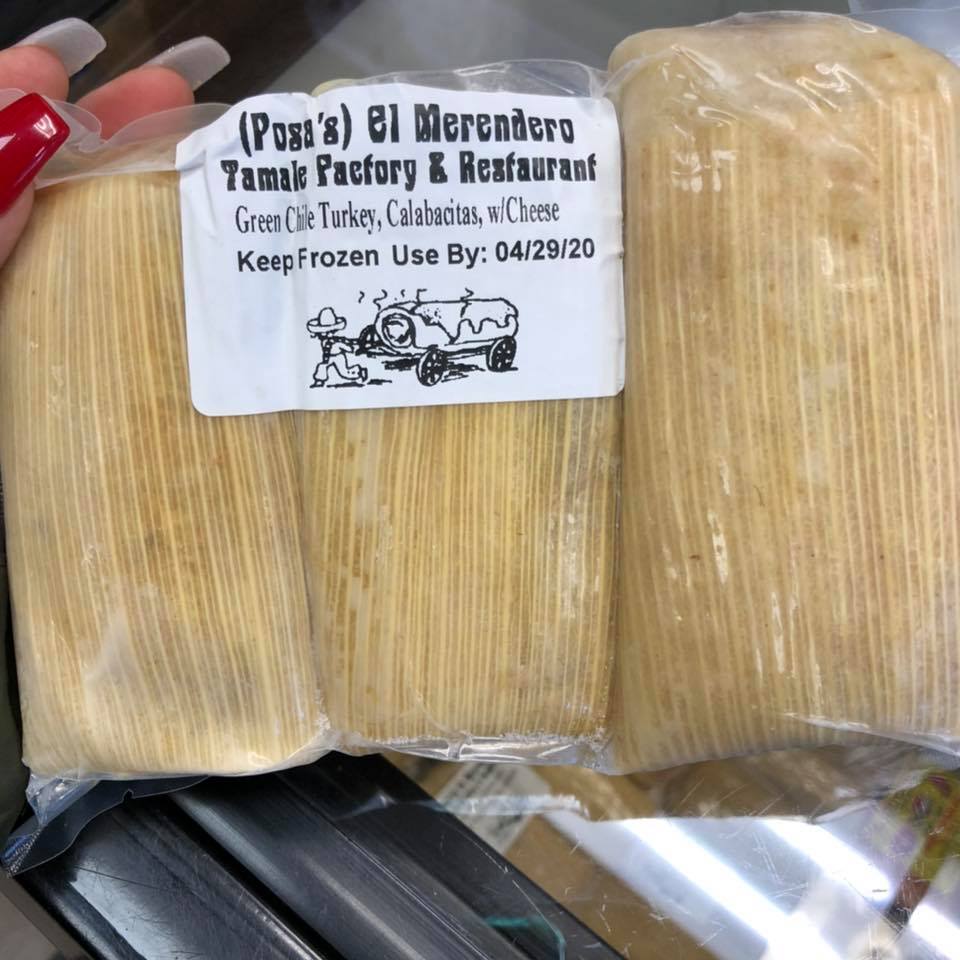 (Posa's) El Merendero
Tamale Factory & Restaurant
Green Chile Turkey, Calabacitas, w/Cheese
Keep Frozen Use By: 04/29/20